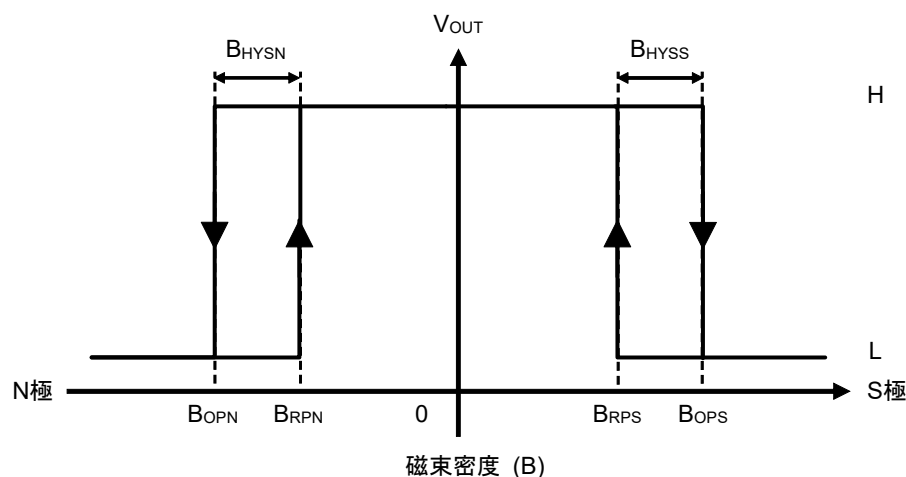 VOUT
BHYSN
BHYSS
H
L
N極
BOPN
BRPN
0
BRPS
BOPS
S極
磁束密度 (B)